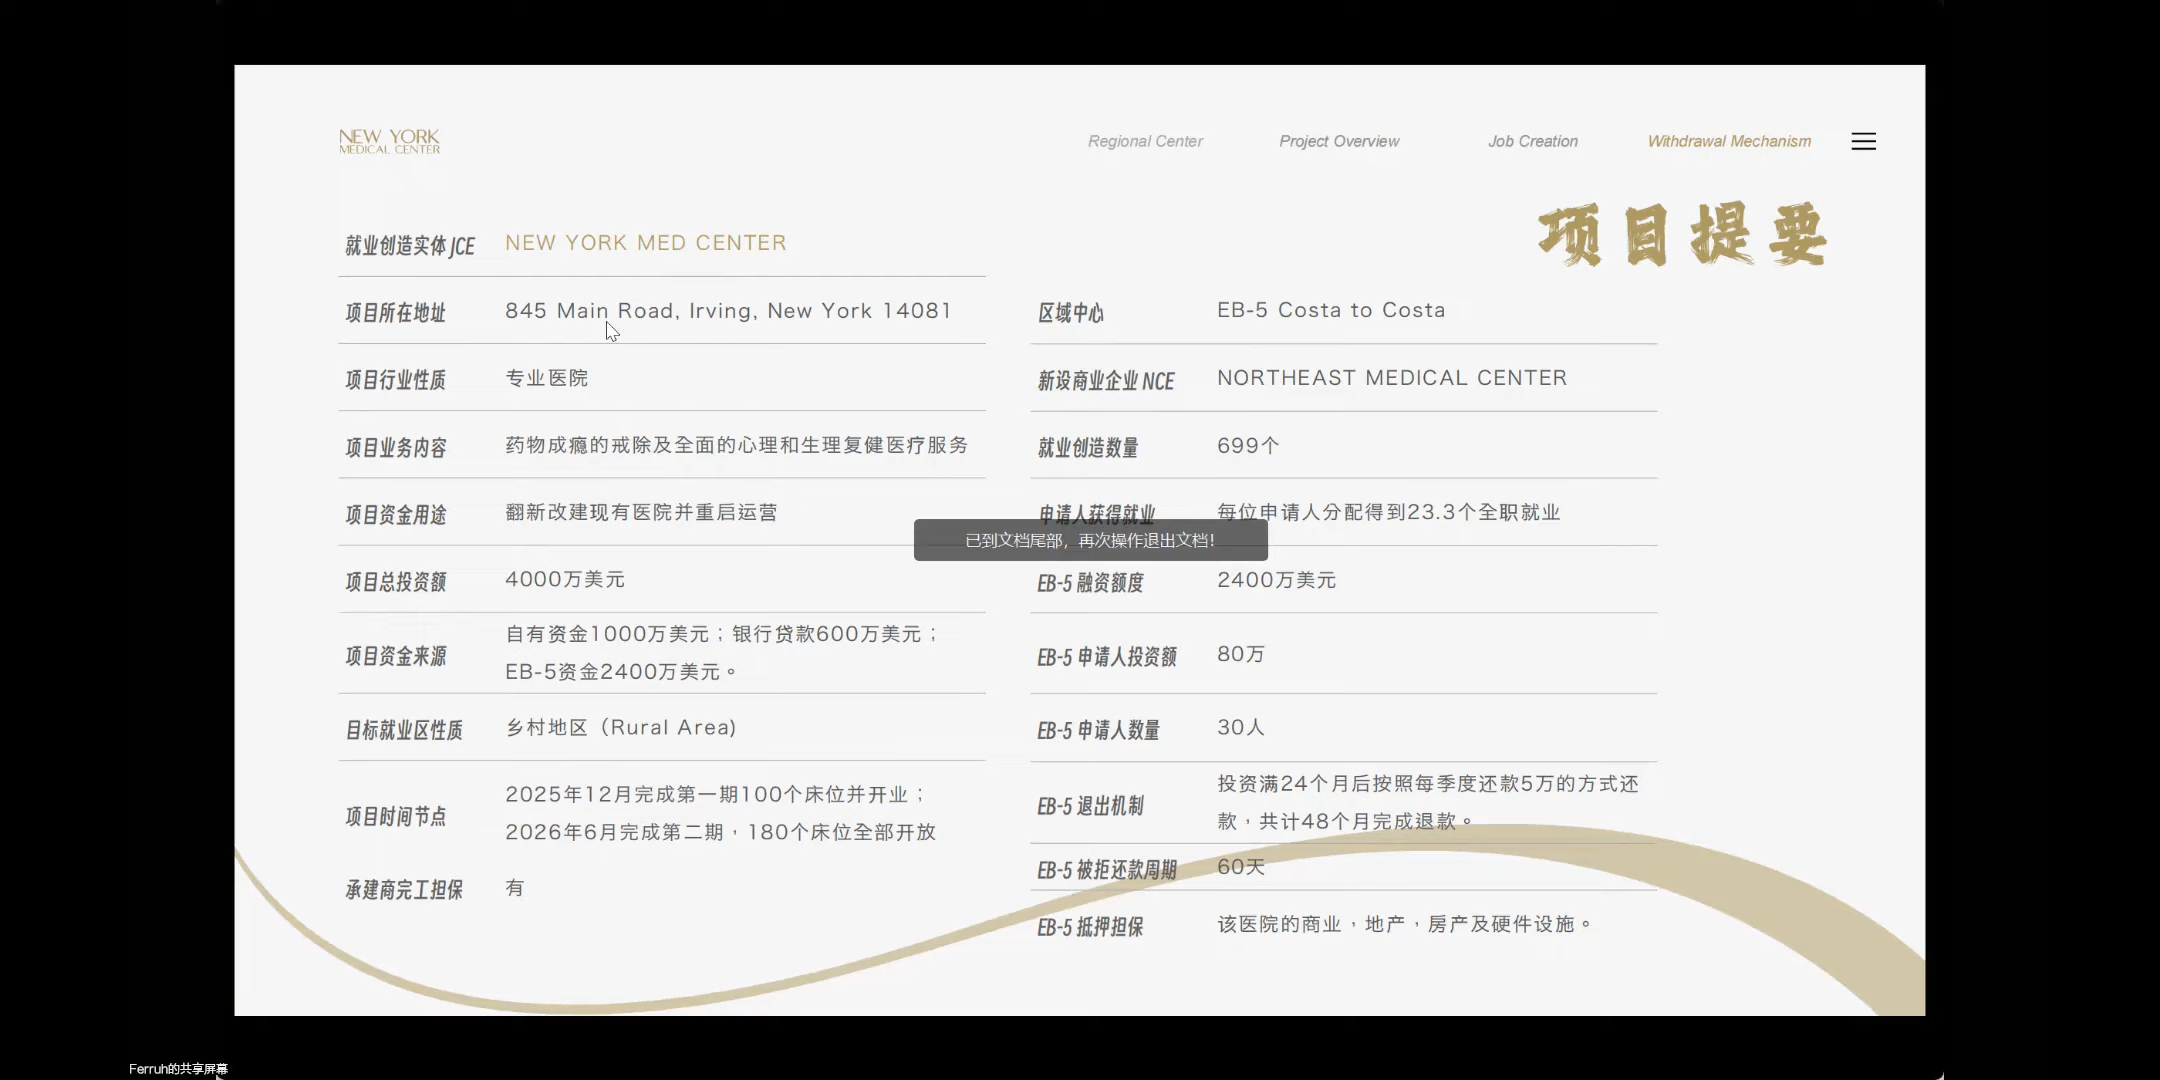 NEW YORK
MEDICAL CENTER
Regional Center
Project Overview
Job Creation
Withdrawal Mechanism
项目提要
就业创造实体 JCE
NEW YORK MED CENTER
项目所在地址
845 Main Road, Irving, New York 14081
项目行业性质
专业医院
项目业务内容
药物成瘾的戒除及全面的心理和生理复健医疗服务
项目资金用途
翻新改建现有医院并重启运营
项目总投资额
4000万美元
项目资金来源
自有资金1000万美元；银行贷款600万美元；
EB-5资金2400万美元。
目标就业区性质
乡村地区（Rural Area)
项目时间节点
2025年12月完成第一期100个床位并开业；
2026年6月完成第二期，180个床位全部开放
承建商完工担保
有
区域中心
EB-5 Costa to Costa
新设商业企业 NCE
NORTHEAST MEDICAL CENTER
就业创造数量
699个
申请人获得就业
每位申请人分配得到23.3个全职就业
已到文档尾部，再次操作退出文档！
EB-5 融资额度
2400万美元
EB-5 申请人投资额
80万
EB-5 申请人数量
30人
EB-5 退出机制
投资满24个月后按照每季度还款5万的方式还
款，共计48个月完成退款。
EB-5 被拒还款周期
60天
EB-5 抵押担保
该医院的商业，地产，房产及硬件设施。
Ferruh的共享屏幕